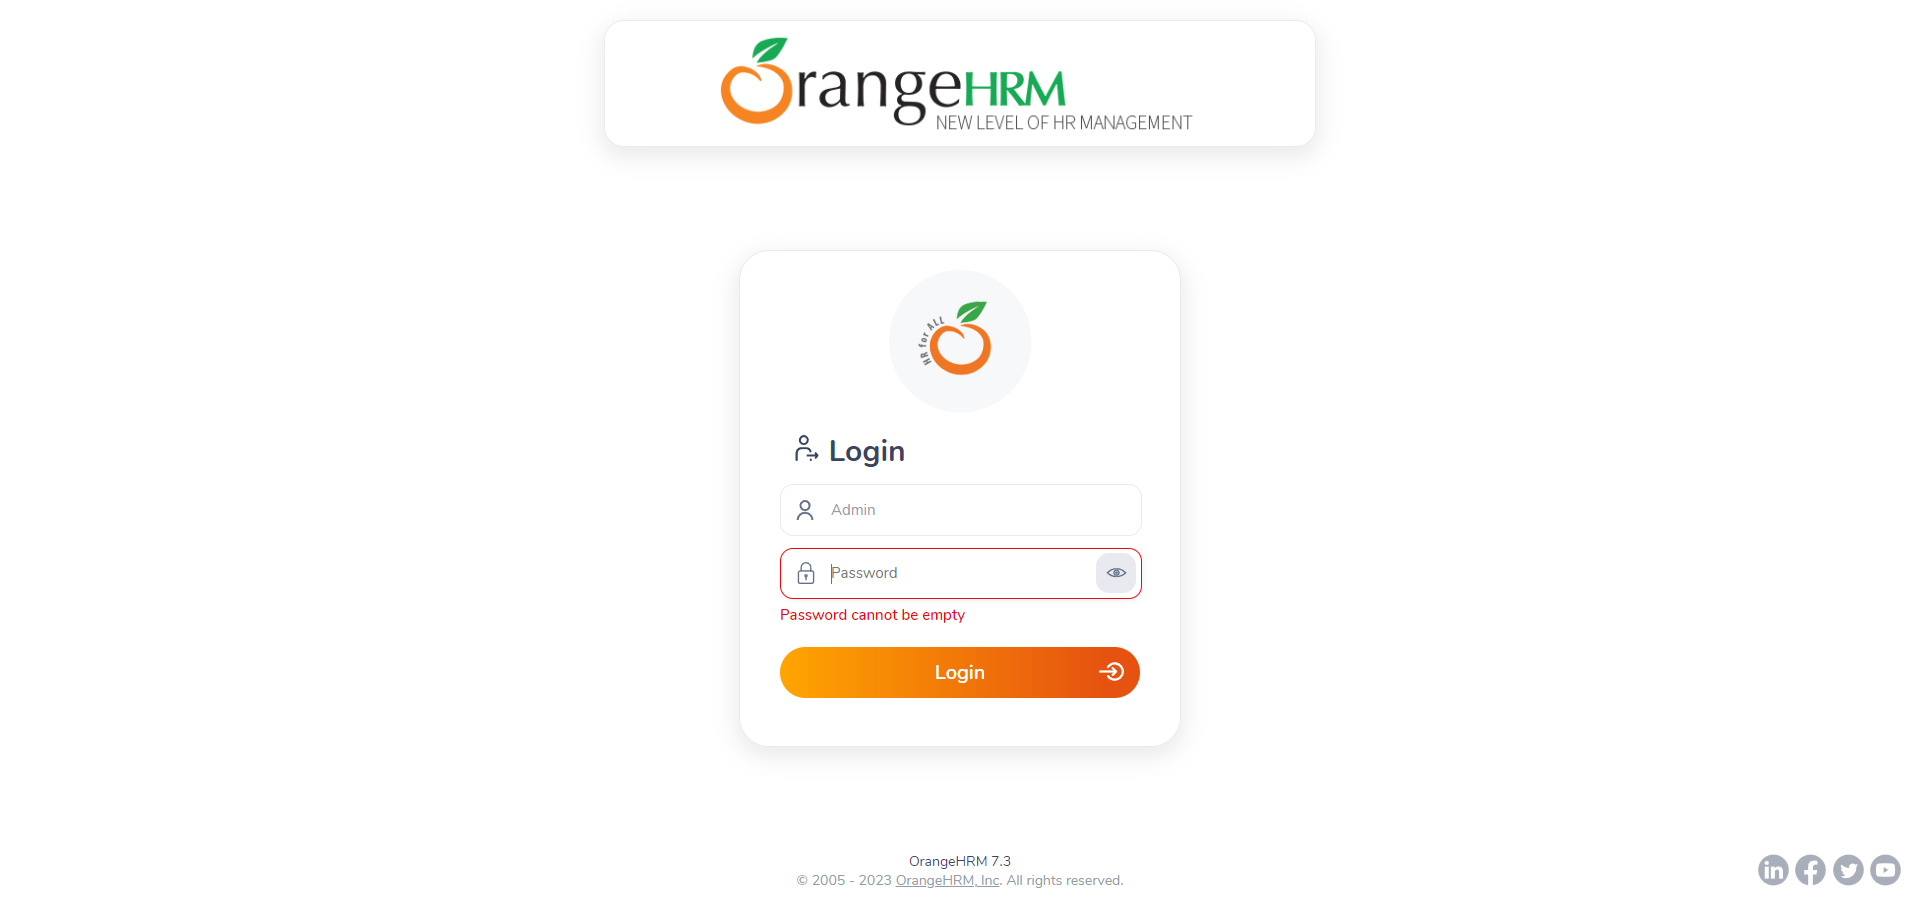 OrangeHRM
NEW LEVEL OF HR MANAGEMENT
HR for ALL
Login
Admin
Password
Password cannot be empty
Login
OrangeHRM 7.3
© 2005 - 2023 OrangeHRM, Inc. All rights reserved.